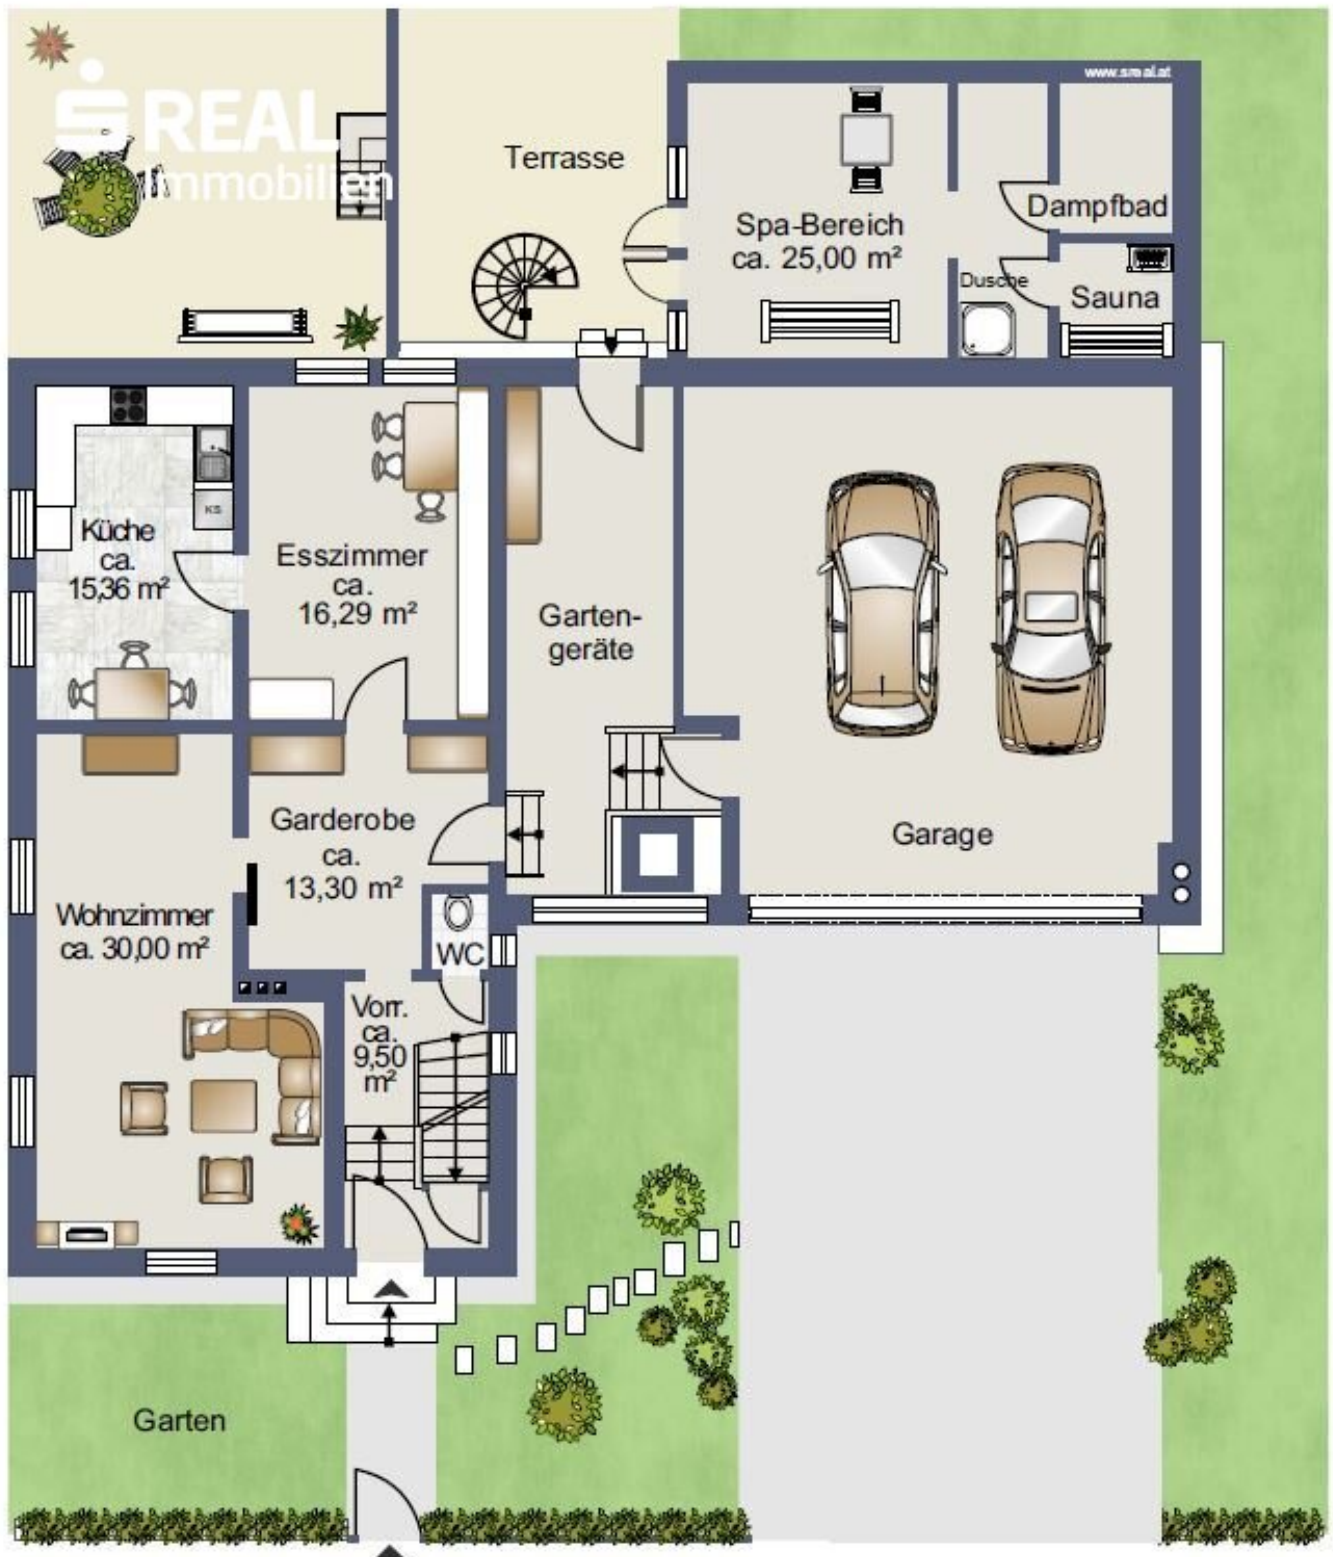 www.sreal.at
S REAL
Immobilien
Terrasse
Spa-Bereich
ca. 25,00 m²
Dampfbad
Dusche
Sauna
Küche
ca.
15,36 m²
KS
Esszimmer
ca.
16,29 m²
Garten-
geräte
Garage
Garderobe
ca.
13,30 m²
Wohnzimmer
ca. 30,00 m²
WC
Vorr.
ca.
9,50
m²
Garten